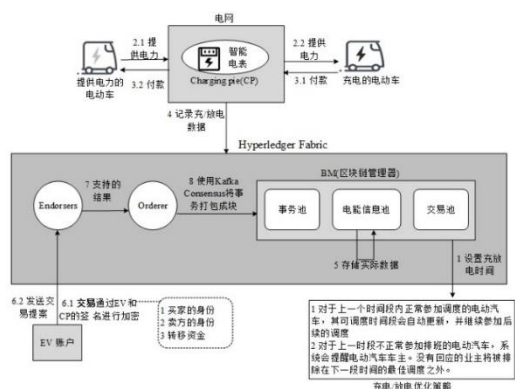 电网
2.1 提
供电力
智能
电表
2.2 提供
电力
3.2 付款
Charging pie(CP)
3.1 付款
提供电力的
电动车
充电的电动车
4 记录充/放电
数据
Hyperledger Fabric
7 支持的
结果
8 使用Kafka
Consensus将事
务打包成块
BM(区块链管理器)
Endorsers
Orderer
事务池
电能信息池
交易池
5 存储实际数据
1 设置充放
电时间
6.2 发送交
易提案
6.1 交易通过EV和
CP的签 名进行加密
1 买家的身份
2 卖方的身份
3 转移资金
EV 账户
1 对于上一个时间段内正常参加调度的电动汽
车，其可调度时间段会自动更新，并继续参加后
续的调度
2 对于上一时段不正常参加排班的电动汽车，系
统会提醒电动汽车车主。没有回应的业主将被排
除在下一段时间的最佳调度之外。
充电/放电优化策略